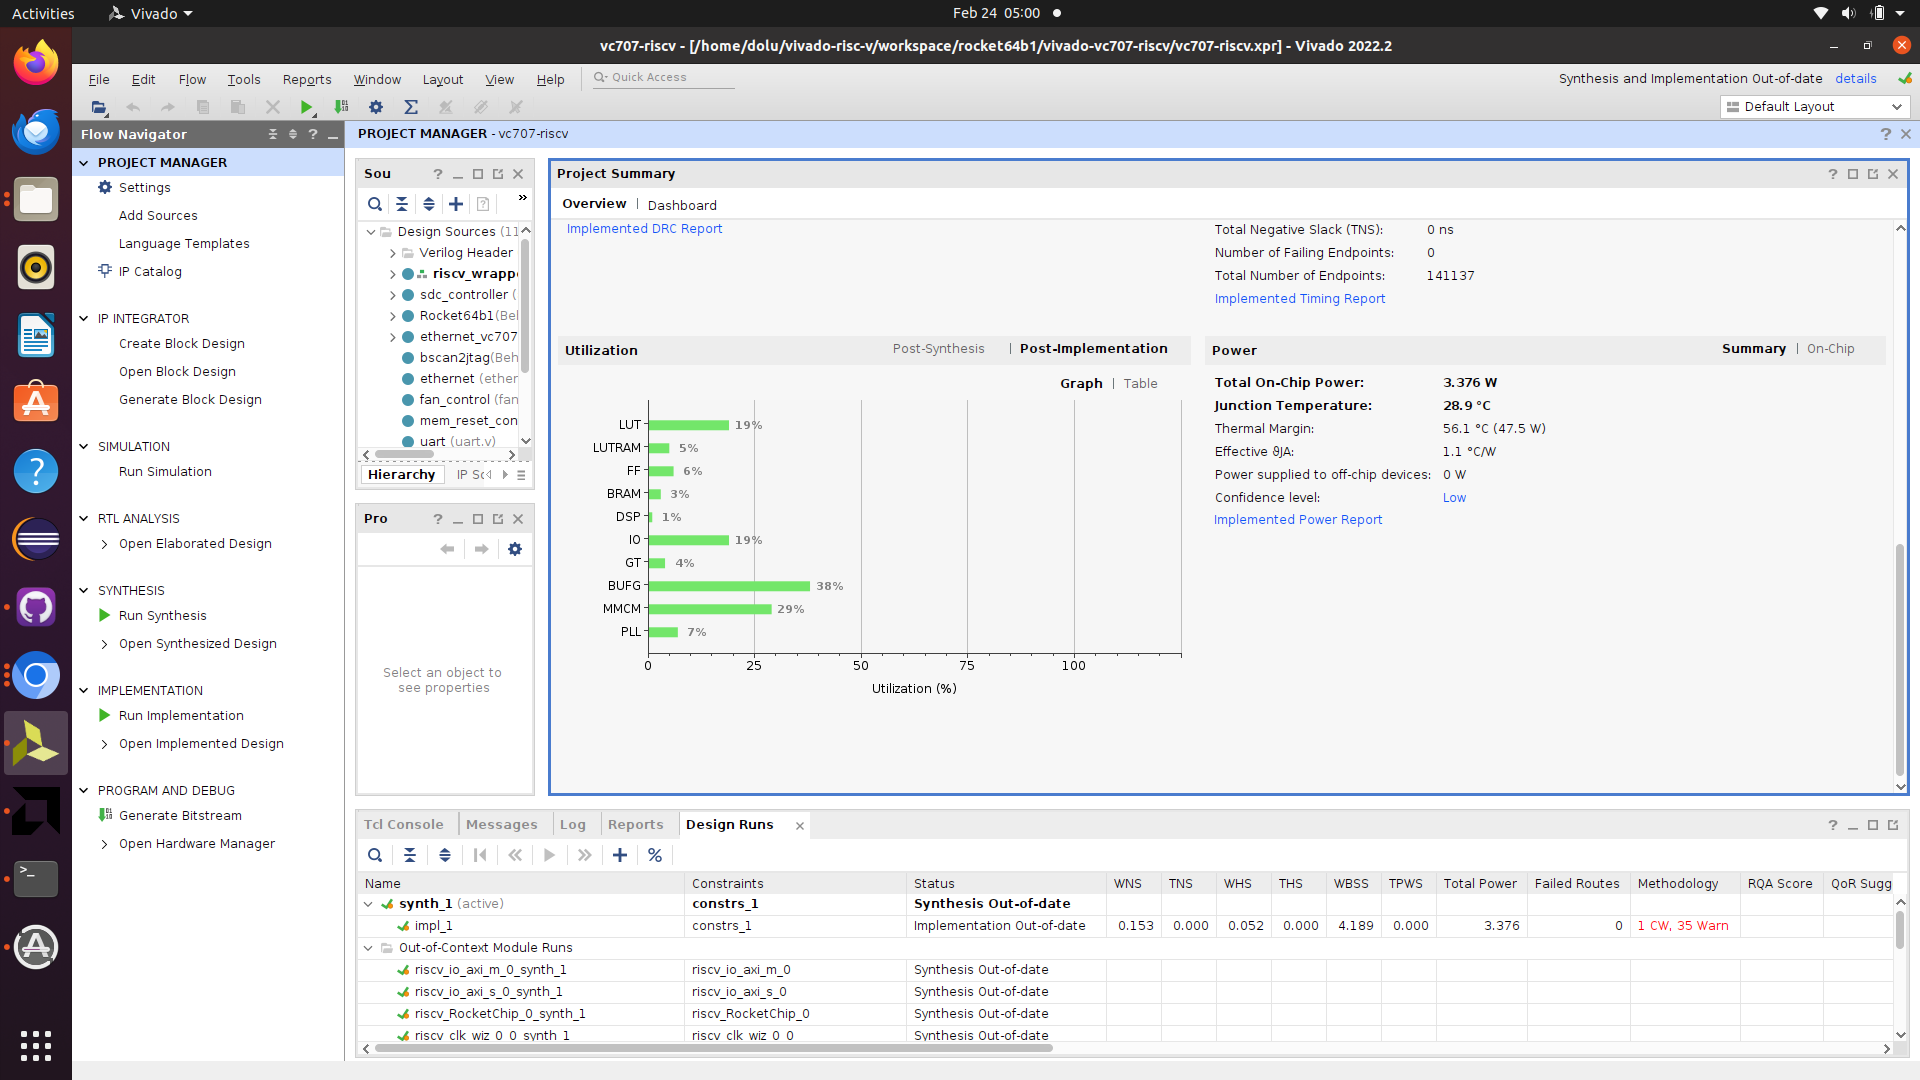 Activities
Vivado
Feb 24 05:00
vc707-riscv - [/home/dolu/vivado-risc-v/workspace/rocket64b1/vivado-vc707-riscv/vc707-riscv.xpr] - Vivado 2022.2
File Edit Flow Tools Reports Window Layout View Help
Quick Access
Synthesis and Implementation Out-of-date details
Default Layout
Flow Navigator
PROJECT MANAGER
Settings
Add Sources
Language Templates
IP Catalog
IP INTEGRATOR
Create Block Design
Open Block Design
Generate Block Design
SIMULATION
Run Simulation
RTL ANALYSIS
Open Elaborated Design
SYNTHESIS
Run Synthesis
Open Synthesized Design
IMPLEMENTATION
Run Implementation
Open Implemented Design
PROGRAM AND DEBUG
Generate Bitstream
Open Hardware Manager
PROJECT MANAGER - vc707-riscv
Sou
Design Sources (11
Verilog Header
riscv_wrapp
sdc_controller (
Rocket64b1(Bel
ethernet_vc707
bscan2jtag(Beh
ethernet (ether
fan_control (fan
mem_reset_con
uart (uart.v)
Hierarchy IP So
Pro
Select an object to
see properties
Project Summary
Overview | Dashboard
Implemented DRC Report
Total Negative Slack (TNS): 0 ns
Number of Failing Endpoints: 0
Total Number of Endpoints: 141137
Implemented Timing Report
Utilization
Post-Synthesis | Post-Implementation
Graph | Table
LUT 19%
LUTRAM 5%
FF 6%
BRAM 3%
DSP 1%
IO 19%
GT 4%
BUFG 38%
MMCM 29%
PLL 7%
0 25 50 75 100
Utilization (%)
Power
Summary | On-Chip
Total On-Chip Power: 3.376 W
Junction Temperature: 28.9 °C
Thermal Margin: 56.1 °C (47.5 W)
Effective ϑJA: 1.1 °C/W
Power supplied to off-chip devices: 0 W
Confidence level: Low
Implemented Power Report
Tcl Console Messages Log Reports Design Runs
Name Constraints Status WNS TNS WHS THS WBSS TPWS Total Power Failed Routes Methodology RQA Score QoR Sugg
synth_1 (active) constrs_1 Synthesis Out-of-date
impl_1 constrs_1 Implementation Out-of-date 0.153 0.000 0.052 0.000 4.189 0.000 3.376 0 1 CW, 35 Warn
Out-of-Context Module Runs
riscv_io_axi_m_0_synth_1 riscv_io_axi_m_0 Synthesis Out-of-date
riscv_io_axi_s_0_synth_1 riscv_io_axi_s_0 Synthesis Out-of-date
riscv_RocketChip_0_synth_1 riscv_RocketChip_0 Synthesis Out-of-date
riscv_clk_wiz_0_0_synth_1 riscv_clk_wiz_0_0 Synthesis Out-of-date